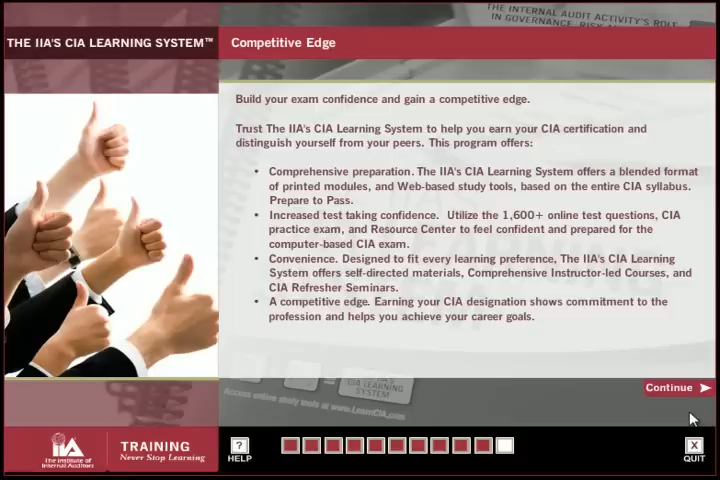 THE INTERNAL AUDIT ACTIVITY'S ROLE
IN GOVERNANCE, RISK
THE IIA'S CIA LEARNING SYSTEM™
Competitive Edge
Build your exam confidence and gain a competitive edge.
Trust The IIA's CIA Learning System to help you earn your CIA certification and
distinguish yourself from your peers. This program offers:
• Comprehensive preparation. The IIA's CIA Learning System offers a blended format
of printed modules, and Web-based study tools, based on the entire CIA syllabus.
Prepare to Pass.
• Increased test taking confidence. Utilize the 1,600+ online test questions, CIA
practice exam, and Resource Center to feel confident and prepared for the
computer-based CIA exam.
• Convenience. Designed to fit every learning preference, The IIA's CIA Learning
System offers self-directed materials, Comprehensive Instructor-led Courses, and
CIA Refresher Seminars.
• A competitive edge. Earning your CIA designation shows commitment to the
profession and helps you achieve your career goals.
Continue
CIA LEARNING
SYSTEM
Access online study tools at www.LearnCIA.com
IIA
The Institute of
Internal Auditors
TRAINING
Never Stop Learning
?
HELP
X
QUIT